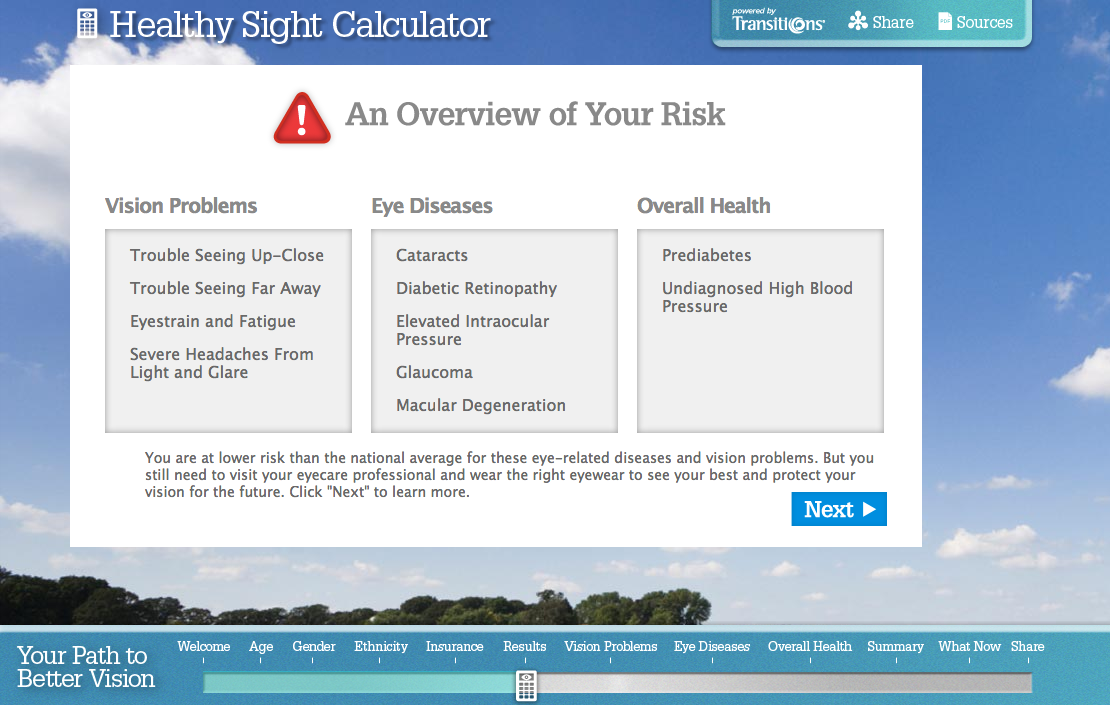 Healthy Sight Calculator
powered by
Transitions
Share
PDF
Sources
An Overview of Your Risk
Vision Problems
Trouble Seeing Up-Close
Trouble Seeing Far Away
Eyestrain and Fatigue
Severe Headaches From
Light and Glare
Eye Diseases
Cataracts
Diabetic Retinopathy
Elevated Intraocular
Pressure
Glaucoma
Macular Degeneration
Overall Health
Prediabetes
Undiagnosed High Blood
Pressure
You are at lower risk than the national average for these eye-related diseases and vision problems. But you
still need to visit your eyecare professional and wear the right eyewear to see your best and protect your
vision for the future. Click "Next" to learn more.
Next
Your Path to
Better Vision
Welcome Age Gender Ethnicity Insurance Results Vision Problems Eye Diseases Overall Health Summary What Now Share